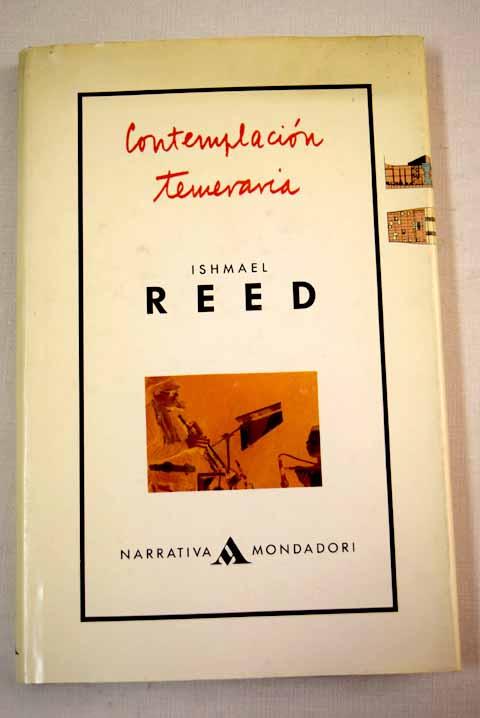 Contemplación
temeraria
ISHMAEL
REED
NARRATIVA MONDADORI